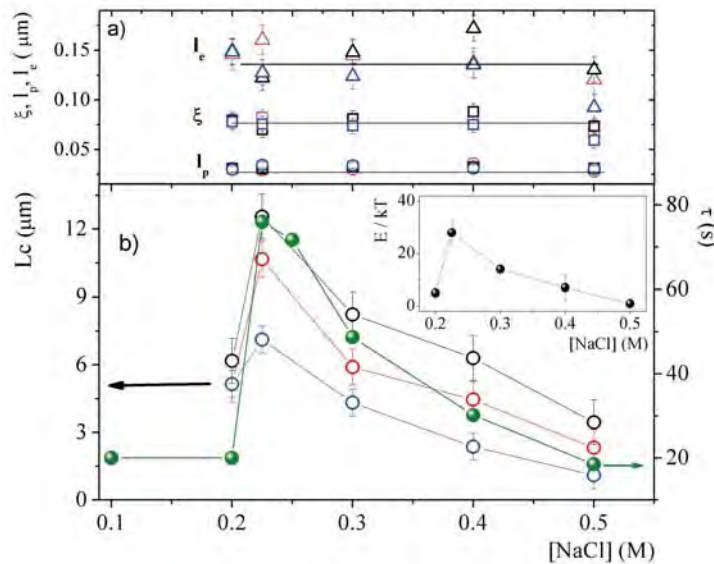 a)
ξ, l_p, l_e ( μm)
0.15
0.10
0.05
l_e
ξ
l_p
b)
Lc (μm)
12
9
6
3
0
80
60
40
20
τ (s)
E / kT
40
20
0
0.2 0.3 0.4 0.5
[NaCl] (M)
0.1 0.2 0.3 0.4 0.5
[NaCl] (M)